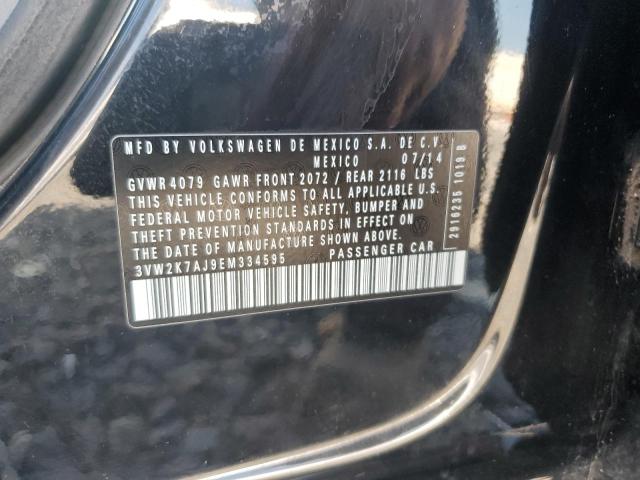 MFD BY VOLKSWAGEN DE MEXICO S.A. DE C.V.
MEXICO 07/14
GVWR 4079 GAWR FRONT 2072 / REAR 2116 LBS
THIS VEHICLE CONFORMS TO ALL APPLICABLE U.S.
FEDERAL MOTOR VEHICLE SAFETY, BUMPER AND
THEFT PREVENTION STANDARDS IN EFFECT ON
THE DATE OF MANUFACTURE SHOWN ABOVE.
3VW2K7AJ9EM334595 PASSENGER CAR
2916235 1019 B